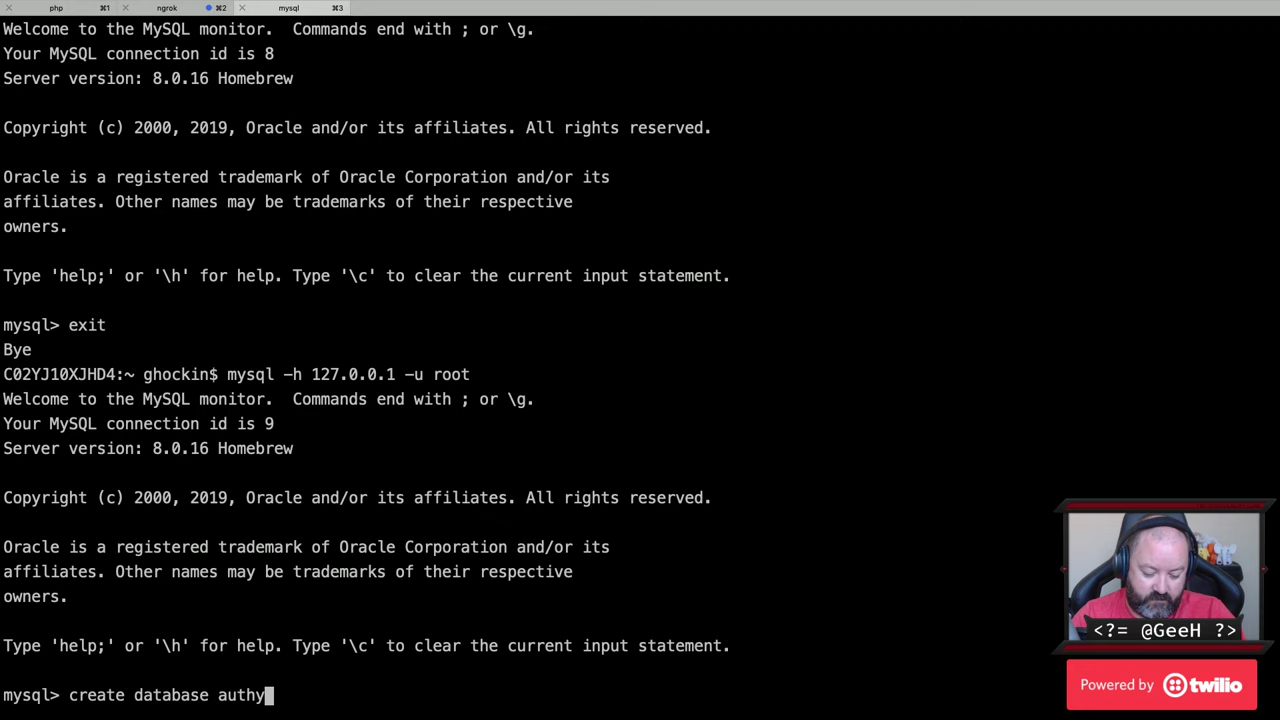 php ⌘1 ngrok ⌘2 mysql ⌘3
Welcome to the MySQL monitor.  Commands end with ; or \g.
Your MySQL connection id is 8
Server version: 8.0.16 Homebrew
Copyright (c) 2000, 2019, Oracle and/or its affiliates. All rights reserved.
Oracle is a registered trademark of Oracle Corporation and/or its
affiliates. Other names may be trademarks of their respective
owners.
Type 'help;' or '\h' for help. Type '\c' to clear the current input statement.
mysql> exit
Bye
C02YJ10XJHD4:~ ghockin$ mysql -h 127.0.0.1 -u root
Welcome to the MySQL monitor.  Commands end with ; or \g.
Your MySQL connection id is 9
Server version: 8.0.16 Homebrew
Copyright (c) 2000, 2019, Oracle and/or its affiliates. All rights reserved.
Oracle is a registered trademark of Oracle Corporation and/or its
affiliates. Other names may be trademarks of their respective
owners.
Type 'help;' or '\h' for help. Type '\c' to clear the current input statement.
mysql> create database authy
<?= @GeeH ?>
Powered by twilio